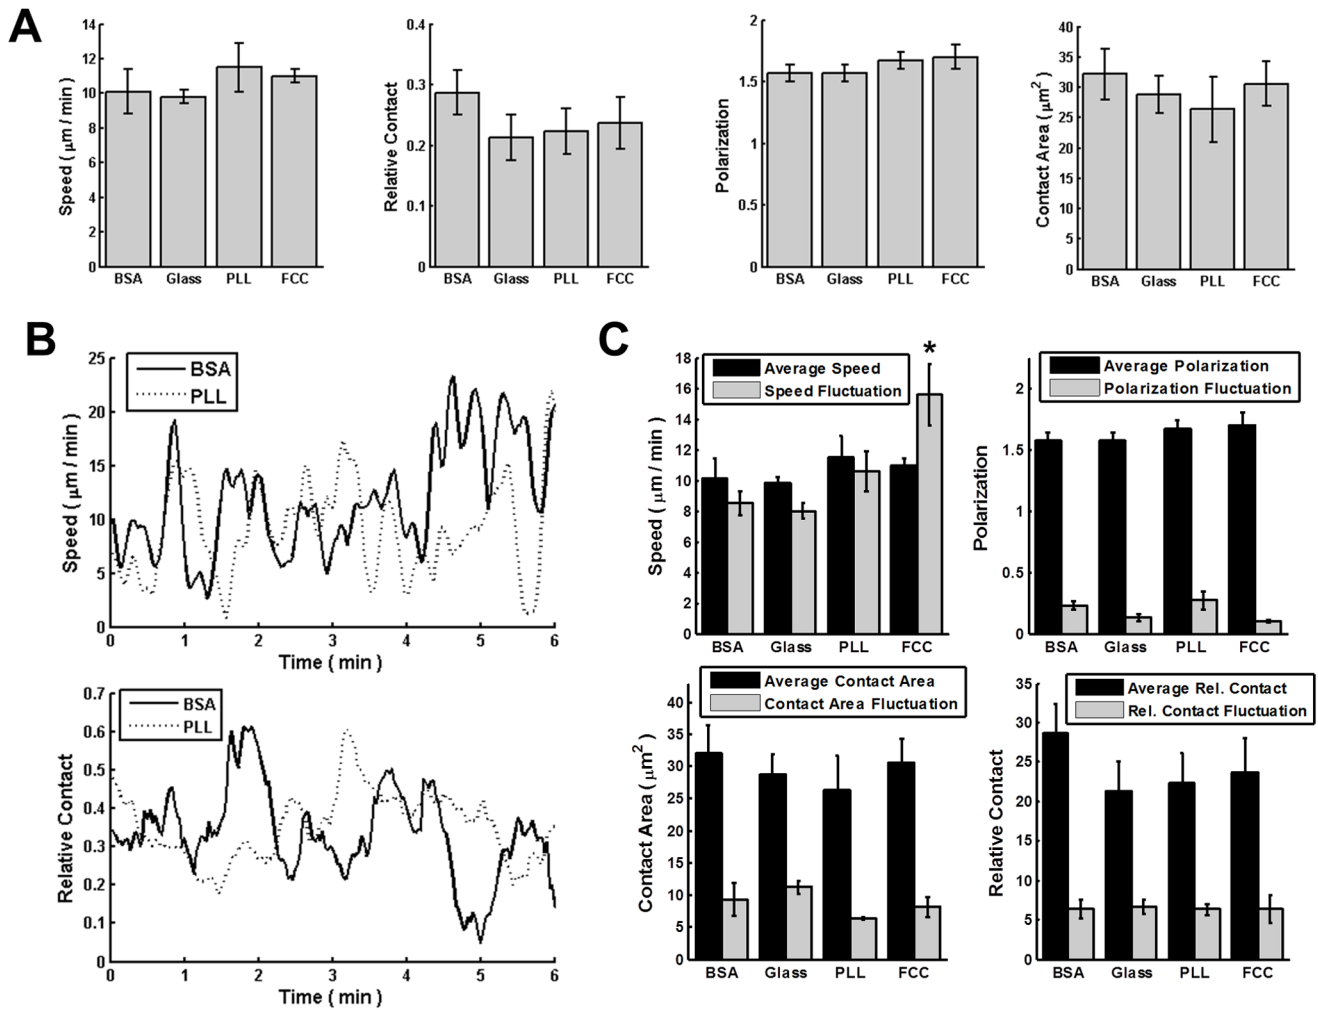 A
14
12
10
8
6
4
2
0
Speed ( μm / min )
BSA Glass PLL FCC
0.4
0.3
0.2
0.1
0
Relative Contact
BSA Glass PLL FCC
2
1.5
1
0.5
0
Polarization
BSA Glass PLL FCC
40
35
30
25
20
15
10
5
0
Contact Area ( μm²)
BSA Glass PLL FCC
B
25
20
15
10
5
0
Speed ( μm / min )
BSA
PLL
0 1 2 3 4 5 6
Time ( min )
0.7
0.6
0.5
0.4
0.3
0.2
0.1
0
Relative Contact
BSA
PLL
0 1 2 3 4 5 6
Time ( min )
C
18
16
14
12
10
8
6
4
2
0
Speed ( μm / min )
Average Speed
Speed Fluctuation
*
BSA Glass PLL FCC
2
1.5
1
0.5
0
Polarization
Average Polarization
Polarization Fluctuation
BSA Glass PLL FCC
40
35
30
25
20
15
10
5
0
Contact Area ( μm²)
Average Contact Area
Contact Area Fluctuation
BSA Glass PLL FCC
35
30
25
20
15
10
5
0
Relative Contact
Average Rel. Contact
Rel. Contact Fluctuation
BSA Glass PLL FCC